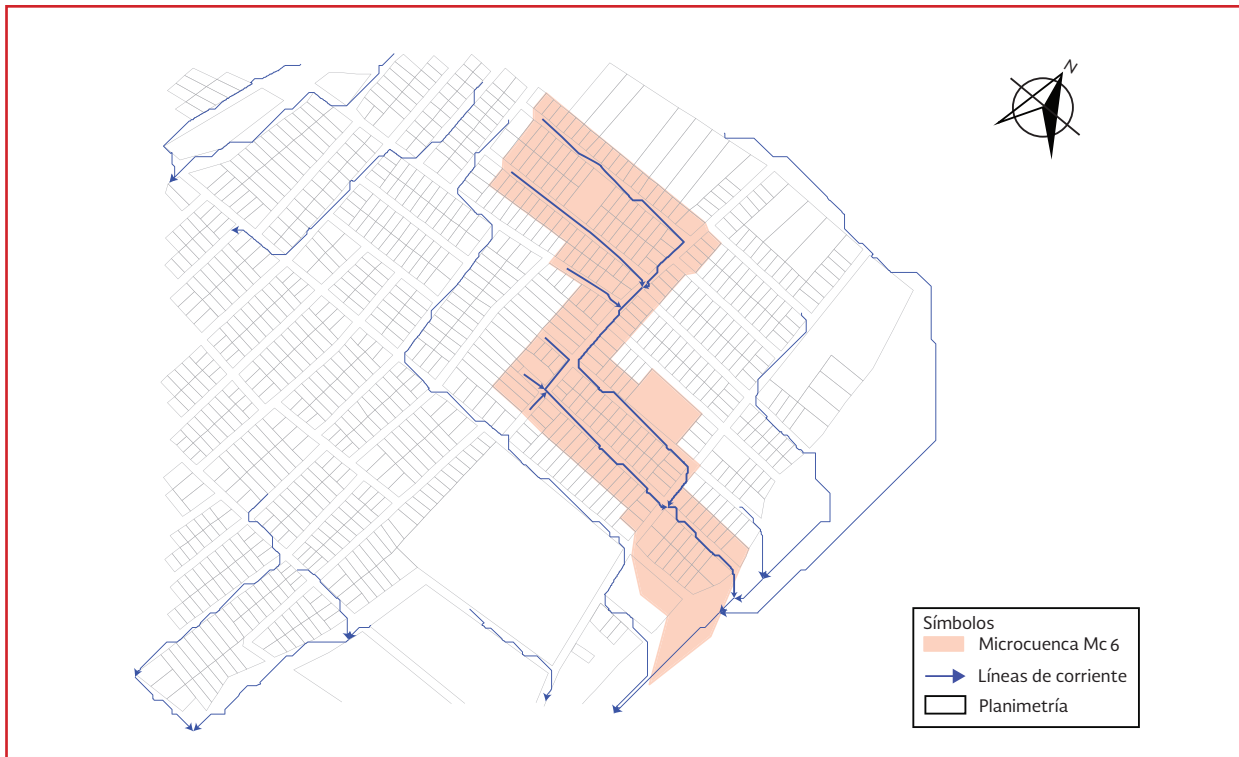 N
Símbolos
Microcuenca Mc 6
Líneas de corriente
Planimetría